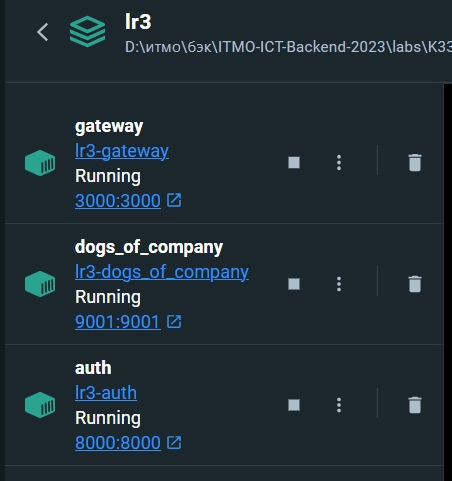 lr3
D:\итмо\бэк\ITMO-ICT-Backend-2023\labs\K33
gateway
lr3-gateway
Running
3000:3000
dogs_of_company
lr3-dogs_of_company
Running
9001:9001
auth
lr3-auth
Running
8000:8000